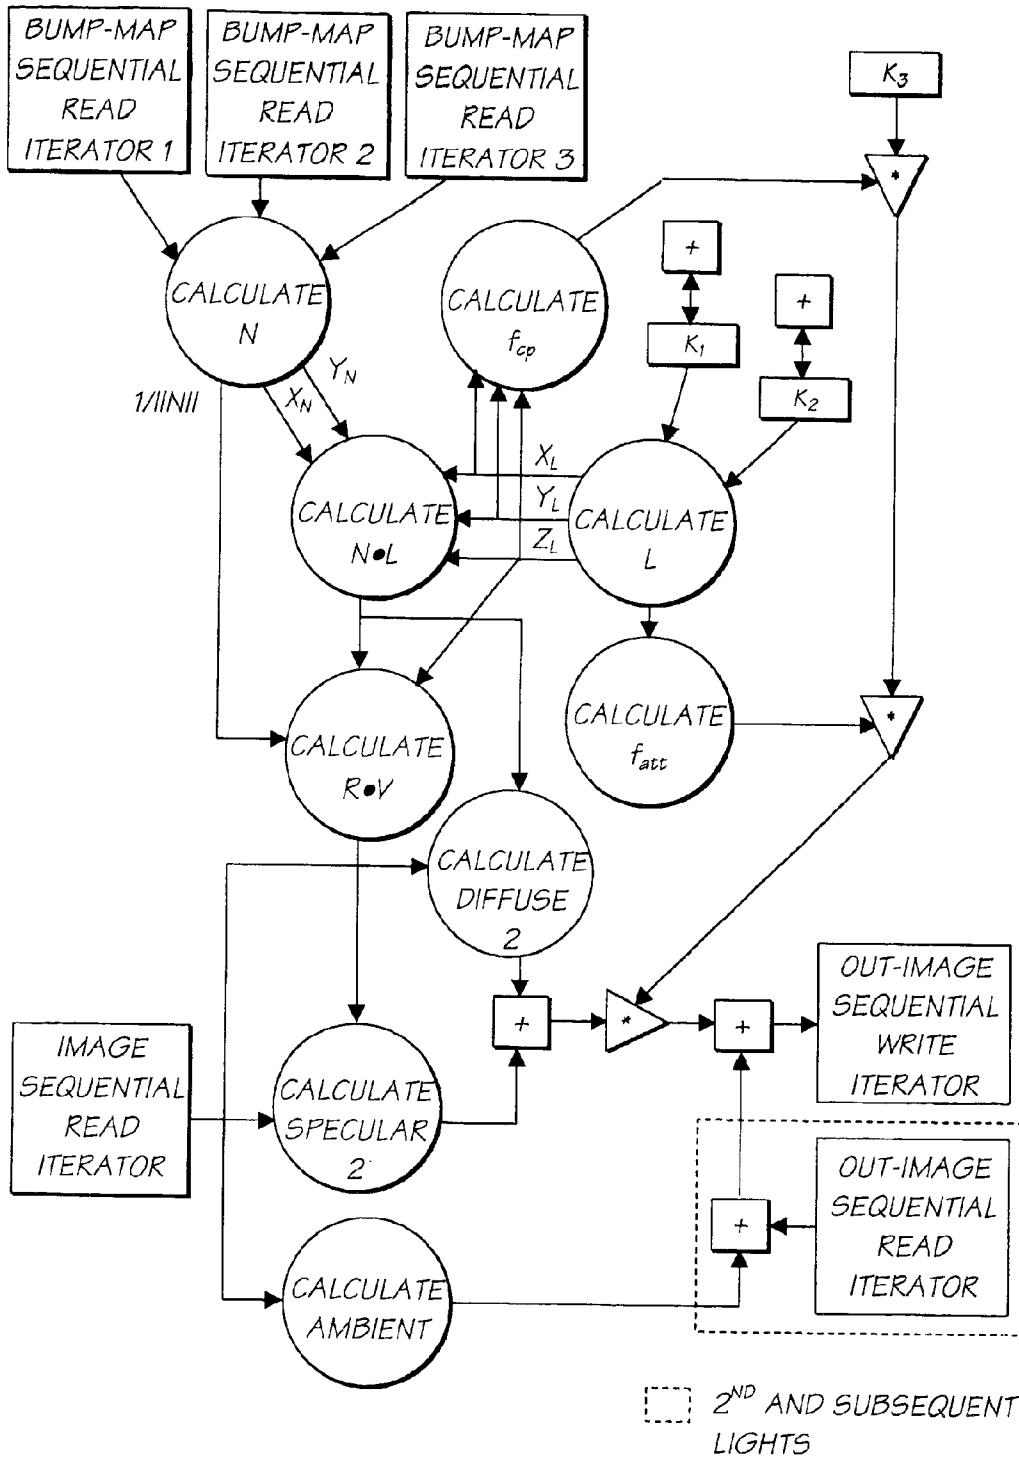 BUMP-MAP
SEQUENTIAL
READ
ITERATOR 1
BUMP-MAP
SEQUENTIAL
READ
ITERATOR 2
BUMP-MAP
SEQUENTIAL
READ
ITERATOR 3
K3
*
CALCULATE
N
CALCULATE
fcp
+
+
K1
K2
1/IINII
XN
YN
CALCULATE
N•L
XL
YL
ZL
CALCULATE
L
CALCULATE
R•V
CALCULATE
fatt
*
CALCULATE
DIFFUSE
2
IMAGE
SEQUENTIAL
READ
ITERATOR
CALCULATE
SPECULAR
2
+
*
+
OUT-IMAGE
SEQUENTIAL
WRITE
ITERATOR
CALCULATE
AMBIENT
+
OUT-IMAGE
SEQUENTIAL
READ
ITERATOR
2ND AND SUBSEQUENT
LIGHTS